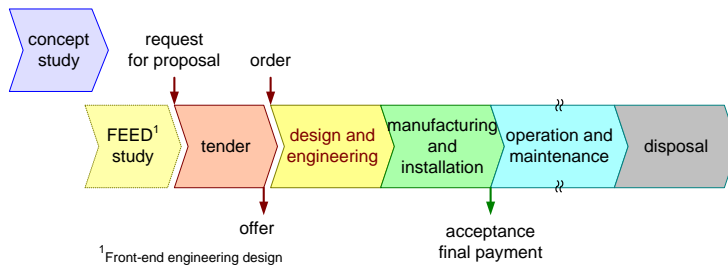 concept
study
request
for proposal
order
FEED¹
study
tender
design and
engineering
manufacturing
and
installation
operation and
maintenance
disposal
offer
acceptance
final payment
¹Front-end engineering design